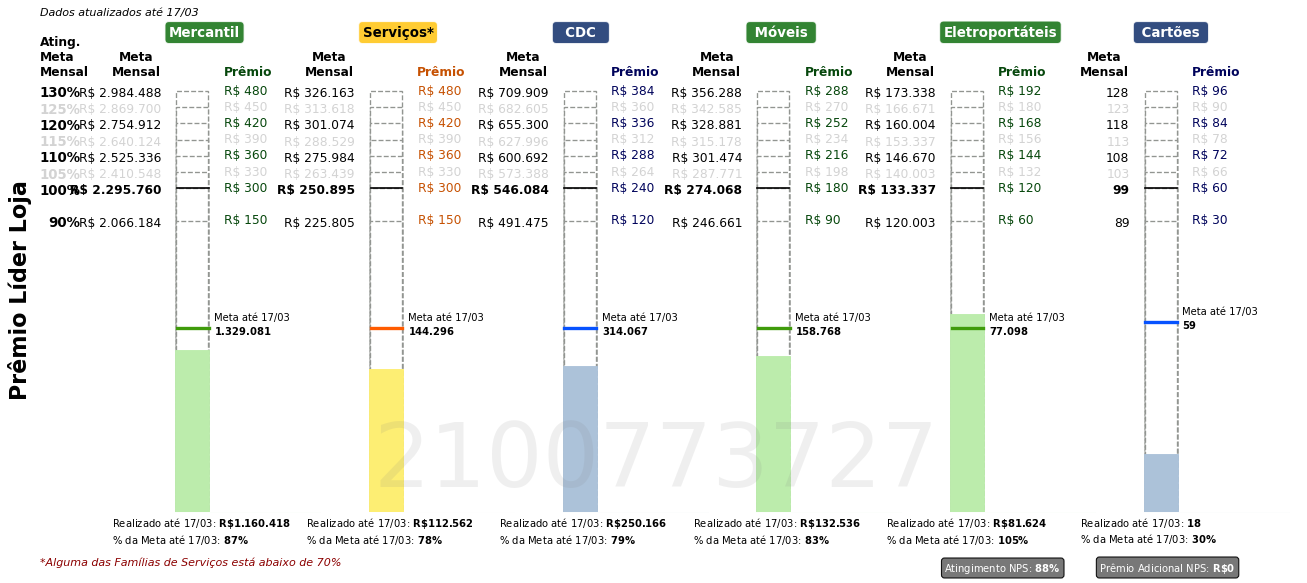 Dados atualizados até 17/03
Mercantil Serviços* CDC Móveis Eletroportáteis Cartões
Ating.
Meta Meta Meta Meta Meta Meta Meta
Mensal Mensal Prêmio Mensal Prêmio Mensal Prêmio Mensal Prêmio Mensal Prêmio Mensal Prêmio
130% R$ 2.984.488 R$ 480 R$ 326.163 R$ 480 R$ 709.909 R$ 384 R$ 356.288 R$ 288 R$ 173.338 R$ 192 128 R$ 96
125% R$ 2.869.700 R$ 450 R$ 313.618 R$ 450 R$ 682.605 R$ 360 R$ 342.585 R$ 270 R$ 166.671 R$ 180 123 R$ 90
120% R$ 2.754.912 R$ 420 R$ 301.074 R$ 420 R$ 655.300 R$ 336 R$ 328.881 R$ 252 R$ 160.004 R$ 168 118 R$ 84
115% R$ 2.640.124 R$ 390 R$ 288.529 R$ 390 R$ 627.996 R$ 312 R$ 315.178 R$ 234 R$ 153.337 R$ 156 113 R$ 78
110% R$ 2.525.336 R$ 360 R$ 275.984 R$ 360 R$ 600.692 R$ 288 R$ 301.474 R$ 216 R$ 146.670 R$ 144 108 R$ 72
105% R$ 2.410.548 R$ 330 R$ 263.439 R$ 330 R$ 573.388 R$ 264 R$ 287.771 R$ 198 R$ 140.003 R$ 132 103 R$ 66
100% R$ 2.295.760 R$ 300 R$ 250.895 R$ 300 R$ 546.084 R$ 240 R$ 274.068 R$ 180 R$ 133.337 R$ 120 99 R$ 60
90% R$ 2.066.184 R$ 150 R$ 225.805 R$ 150 R$ 491.475 R$ 120 R$ 246.661 R$ 90 R$ 120.003 R$ 60 89 R$ 30
Prêmio Líder Loja
Meta até 17/03 Meta até 17/03 Meta até 17/03 Meta até 17/03 Meta até 17/03 Meta até 17/03
1.329.081 144.296 314.067 158.768 77.098 59
2100773727
Realizado até 17/03: R$1.160.418 Realizado até 17/03: R$112.562 Realizado até 17/03: R$250.166 Realizado até 17/03: R$132.536 Realizado até 17/03: R$81.624 Realizado até 17/03: 18
% da Meta até 17/03: 87% % da Meta até 17/03: 78% % da Meta até 17/03: 79% % da Meta até 17/03: 83% % da Meta até 17/03: 105% % da Meta até 17/03: 30%
*Alguma das Famílias de Serviços está abaixo de 70%
Atingimento NPS: 88% Prêmio Adicional NPS: R$0